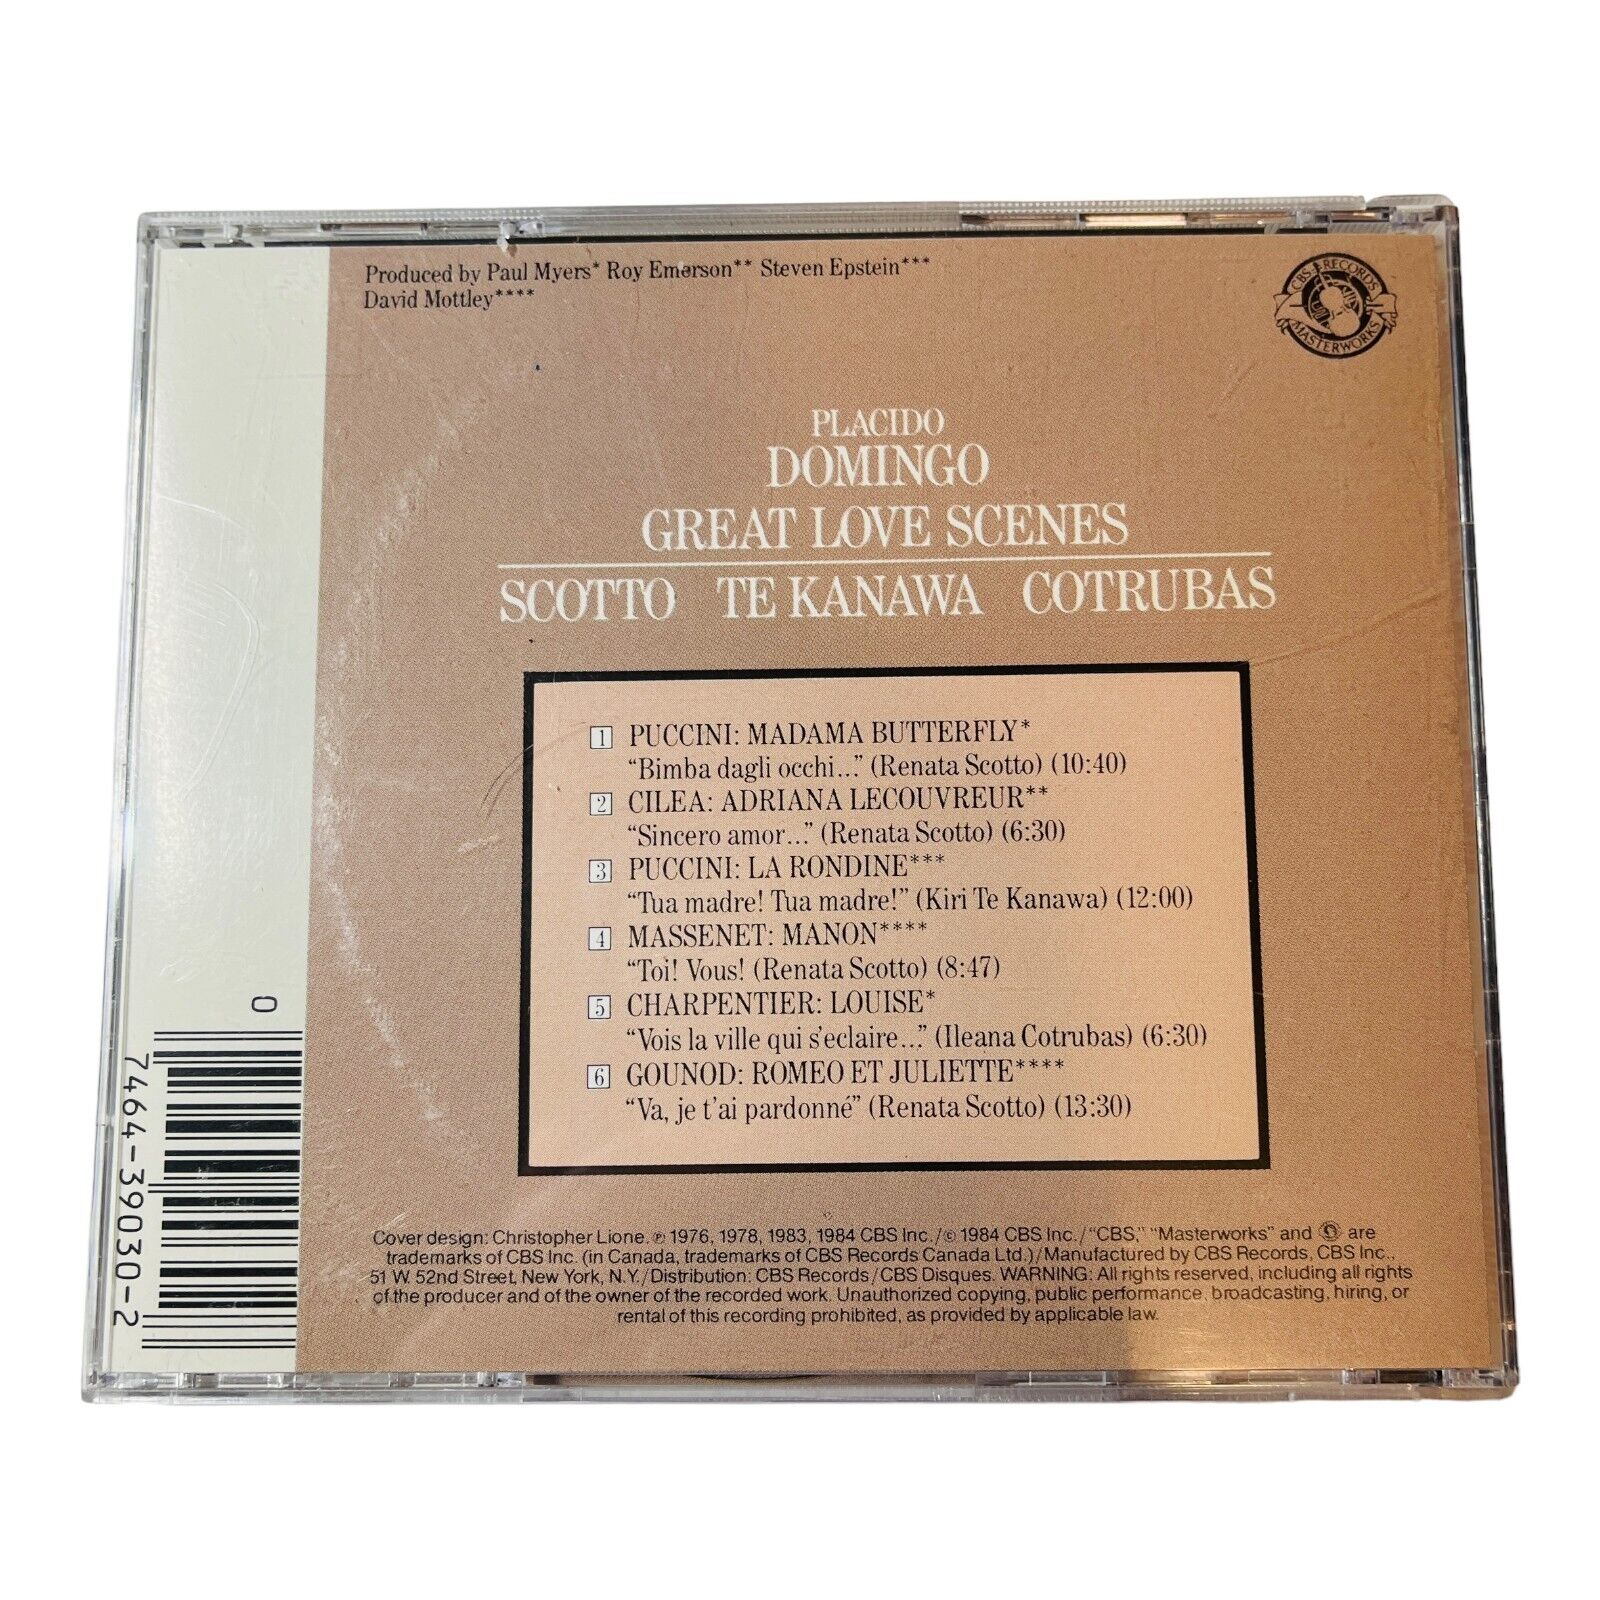 Produced by Paul Myers* Roy Emerson** Steven Epstein***
David Mottley****
CBS RECORDS
MASTERWORKS
PLACIDO
DOMINGO
GREAT LOVE SCENES
SCOTTO TE KANAWA COTRUBAS
1 PUCCINI: MADAMA BUTTERFLY*
“Bimba dagli occhi...” (Renata Scotto) (10:40)
2 CILEA: ADRIANA LECOUVREUR**
“Sincero amor...” (Renata Scotto) (6:30)
3 PUCCINI: LA RONDINE***
“Tua madre! Tua madre!” (Kiri Te Kanawa) (12:00)
4 MASSENET: MANON****
“Toi! Vous! (Renata Scotto) (8:47)
5 CHARPENTIER: LOUISE*
“Vois la ville qui s'eclaire...” (Ileana Cotrubas) (6:30)
6 GOUNOD: ROMEO ET JULIETTE****
“Va, je t'ai pardonné” (Renata Scotto) (13:30)
0
7464-39030-2
Cover design: Christopher Lione. ℗ 1976, 1978, 1983, 1984 CBS Inc./© 1984 CBS Inc./“CBS,” “Masterworks” and are
trademarks of CBS Inc. (in Canada, trademarks of CBS Records Canada Ltd.)/Manufactured by CBS Records, CBS Inc.,
51 W. 52nd Street, New York, N.Y./Distribution: CBS Records/CBS Disques. WARNING: All rights reserved, including all rights
of the producer and of the owner of the recorded work. Unauthorized copying, public performance, broadcasting, hiring, or
rental of this recording prohibited, as provided by applicable law.